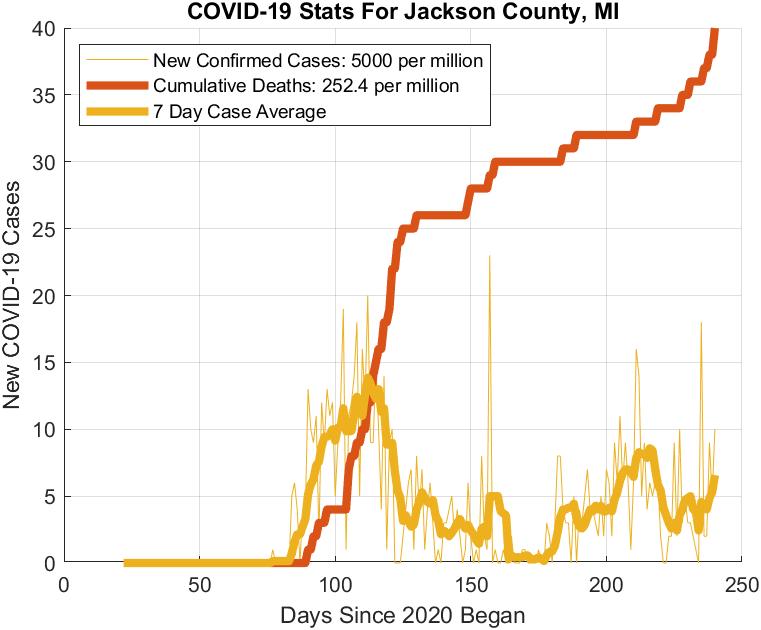 COVID-19 Stats For Jackson County, MI
40
35
30
25
20
15
10
5
0
New COVID-19 Cases
New Confirmed Cases: 5000 per million
Cumulative Deaths: 252.4 per million
7 Day Case Average
0 50 100 150 200 250
Days Since 2020 Began